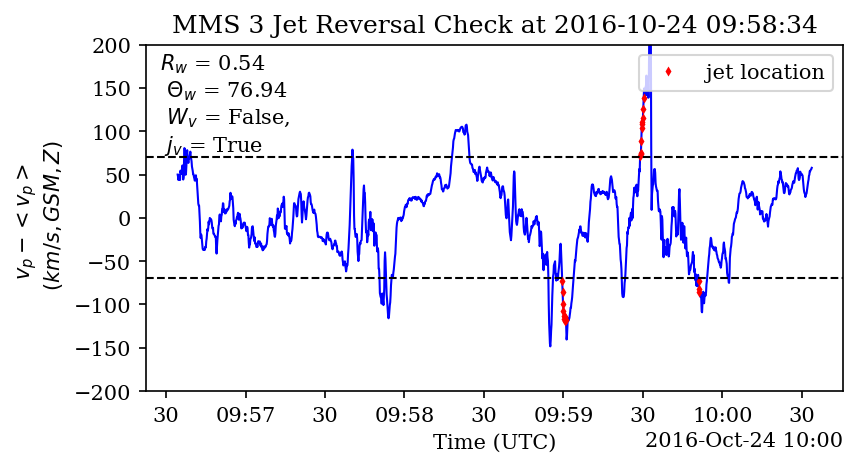 MMS 3 Jet Reversal Check at 2016-10-24 09:58:34
200
150
100
50
0
−50
−100
−150
−200
v_p − < v_p >
(km/s, GSM, Z)
R_w = 0.54
Θ_w = 76.94
W_v = False,
j_v = True
jet location
30 09:57 30 09:58 30 09:59 30 10:00 30
Time (UTC)
2016-Oct-24 10:00